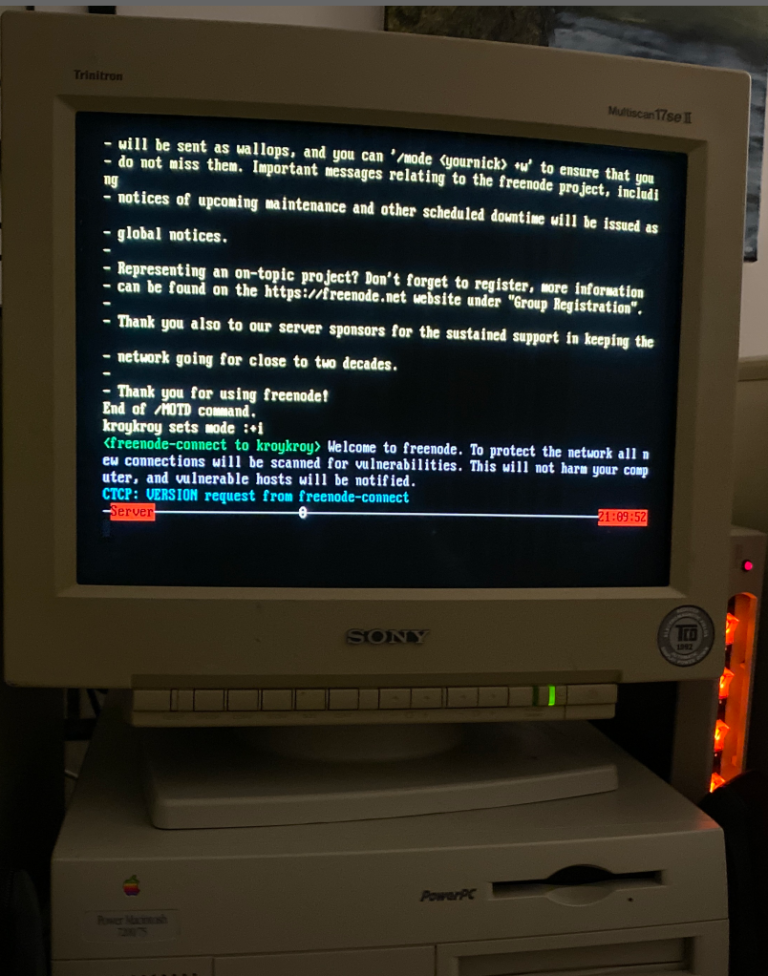 Trinitron
Multiscan17se II
- will be sent as wallops, and you can '/mode <yournick> +w' to ensure that you
- do not miss them. Important messages relating to the freenode project, includi
ng
- notices of upcoming maintenance and other scheduled downtime will be issued as
- global notices.
-
- Representing an on-topic project? Don't forget to register, more information
- can be found on the https://freenode.net website under "Group Registration".
-
- Thank you also to our server sponsors for the sustained support in keeping the
- network going for close to two decades.
-
- Thank you for using freenode!
End of /MOTD command.
kroykroy sets mode :+i
<freenode-connect to kroykroy> Welcome to freenode. To protect the network all n
ew connections will be scanned for vulnerabilities. This will not harm your comp
uter, and vulnerable hosts will be notified.
CTCP: VERSION request from freenode-connect
Server 0 21:09:52
SONY
TCO
PowerPC
Power Macintosh
7200/75